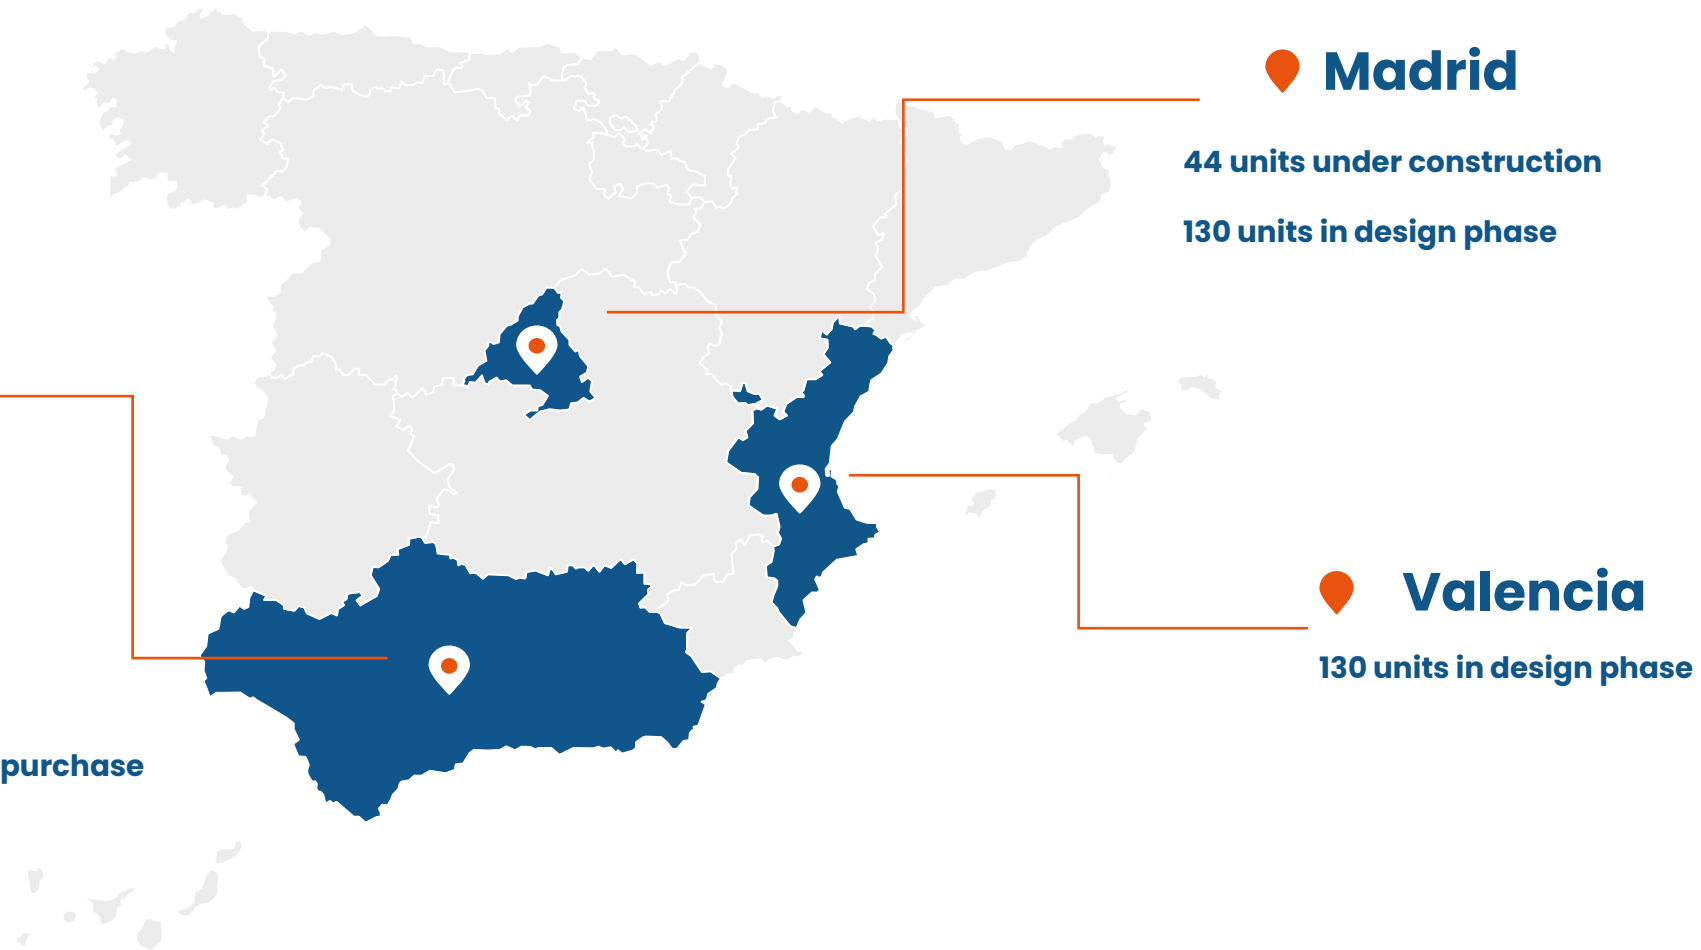 Madrid
44 units under construction
130 units in design phase
Valencia
130 units in design phase
purchase